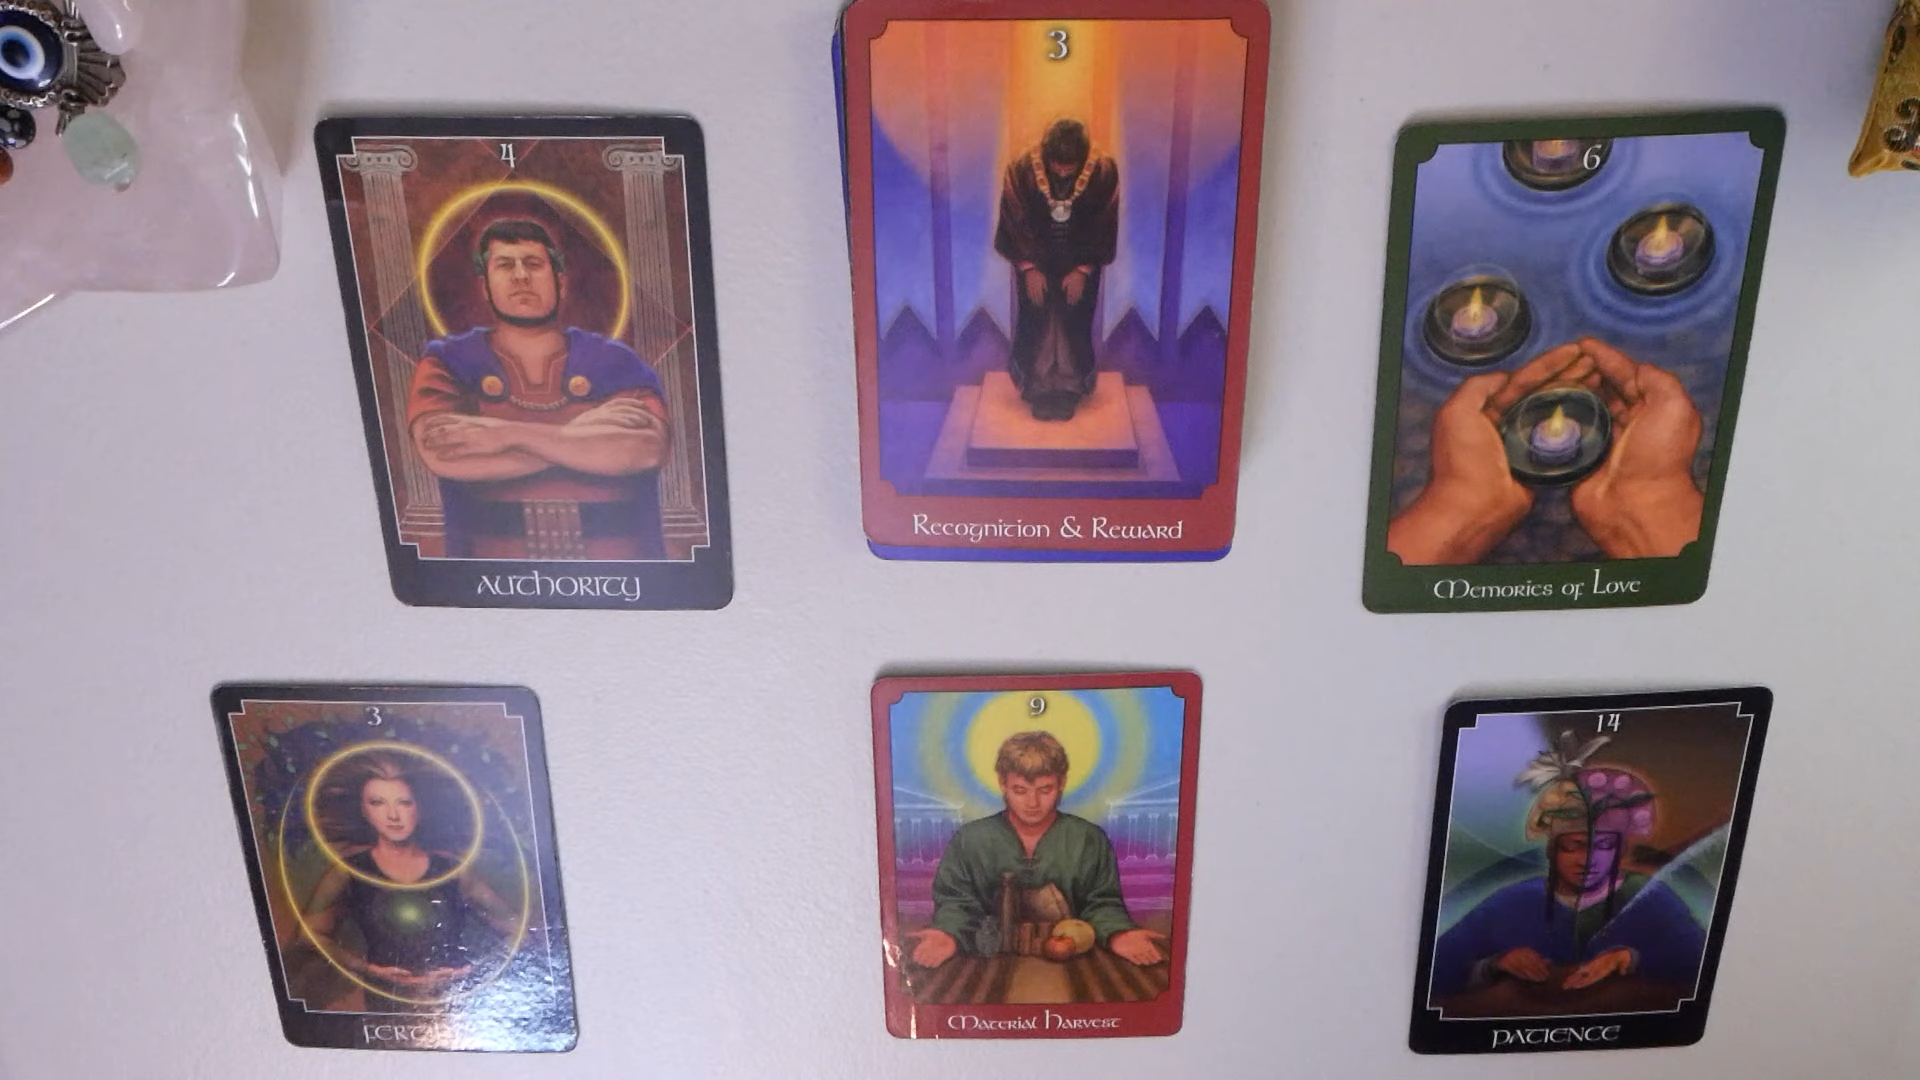 4
AUTHORITY
3
Recognition & Reward
6
Memories of Love
3
9
Material Harvest
14
PATIENCE